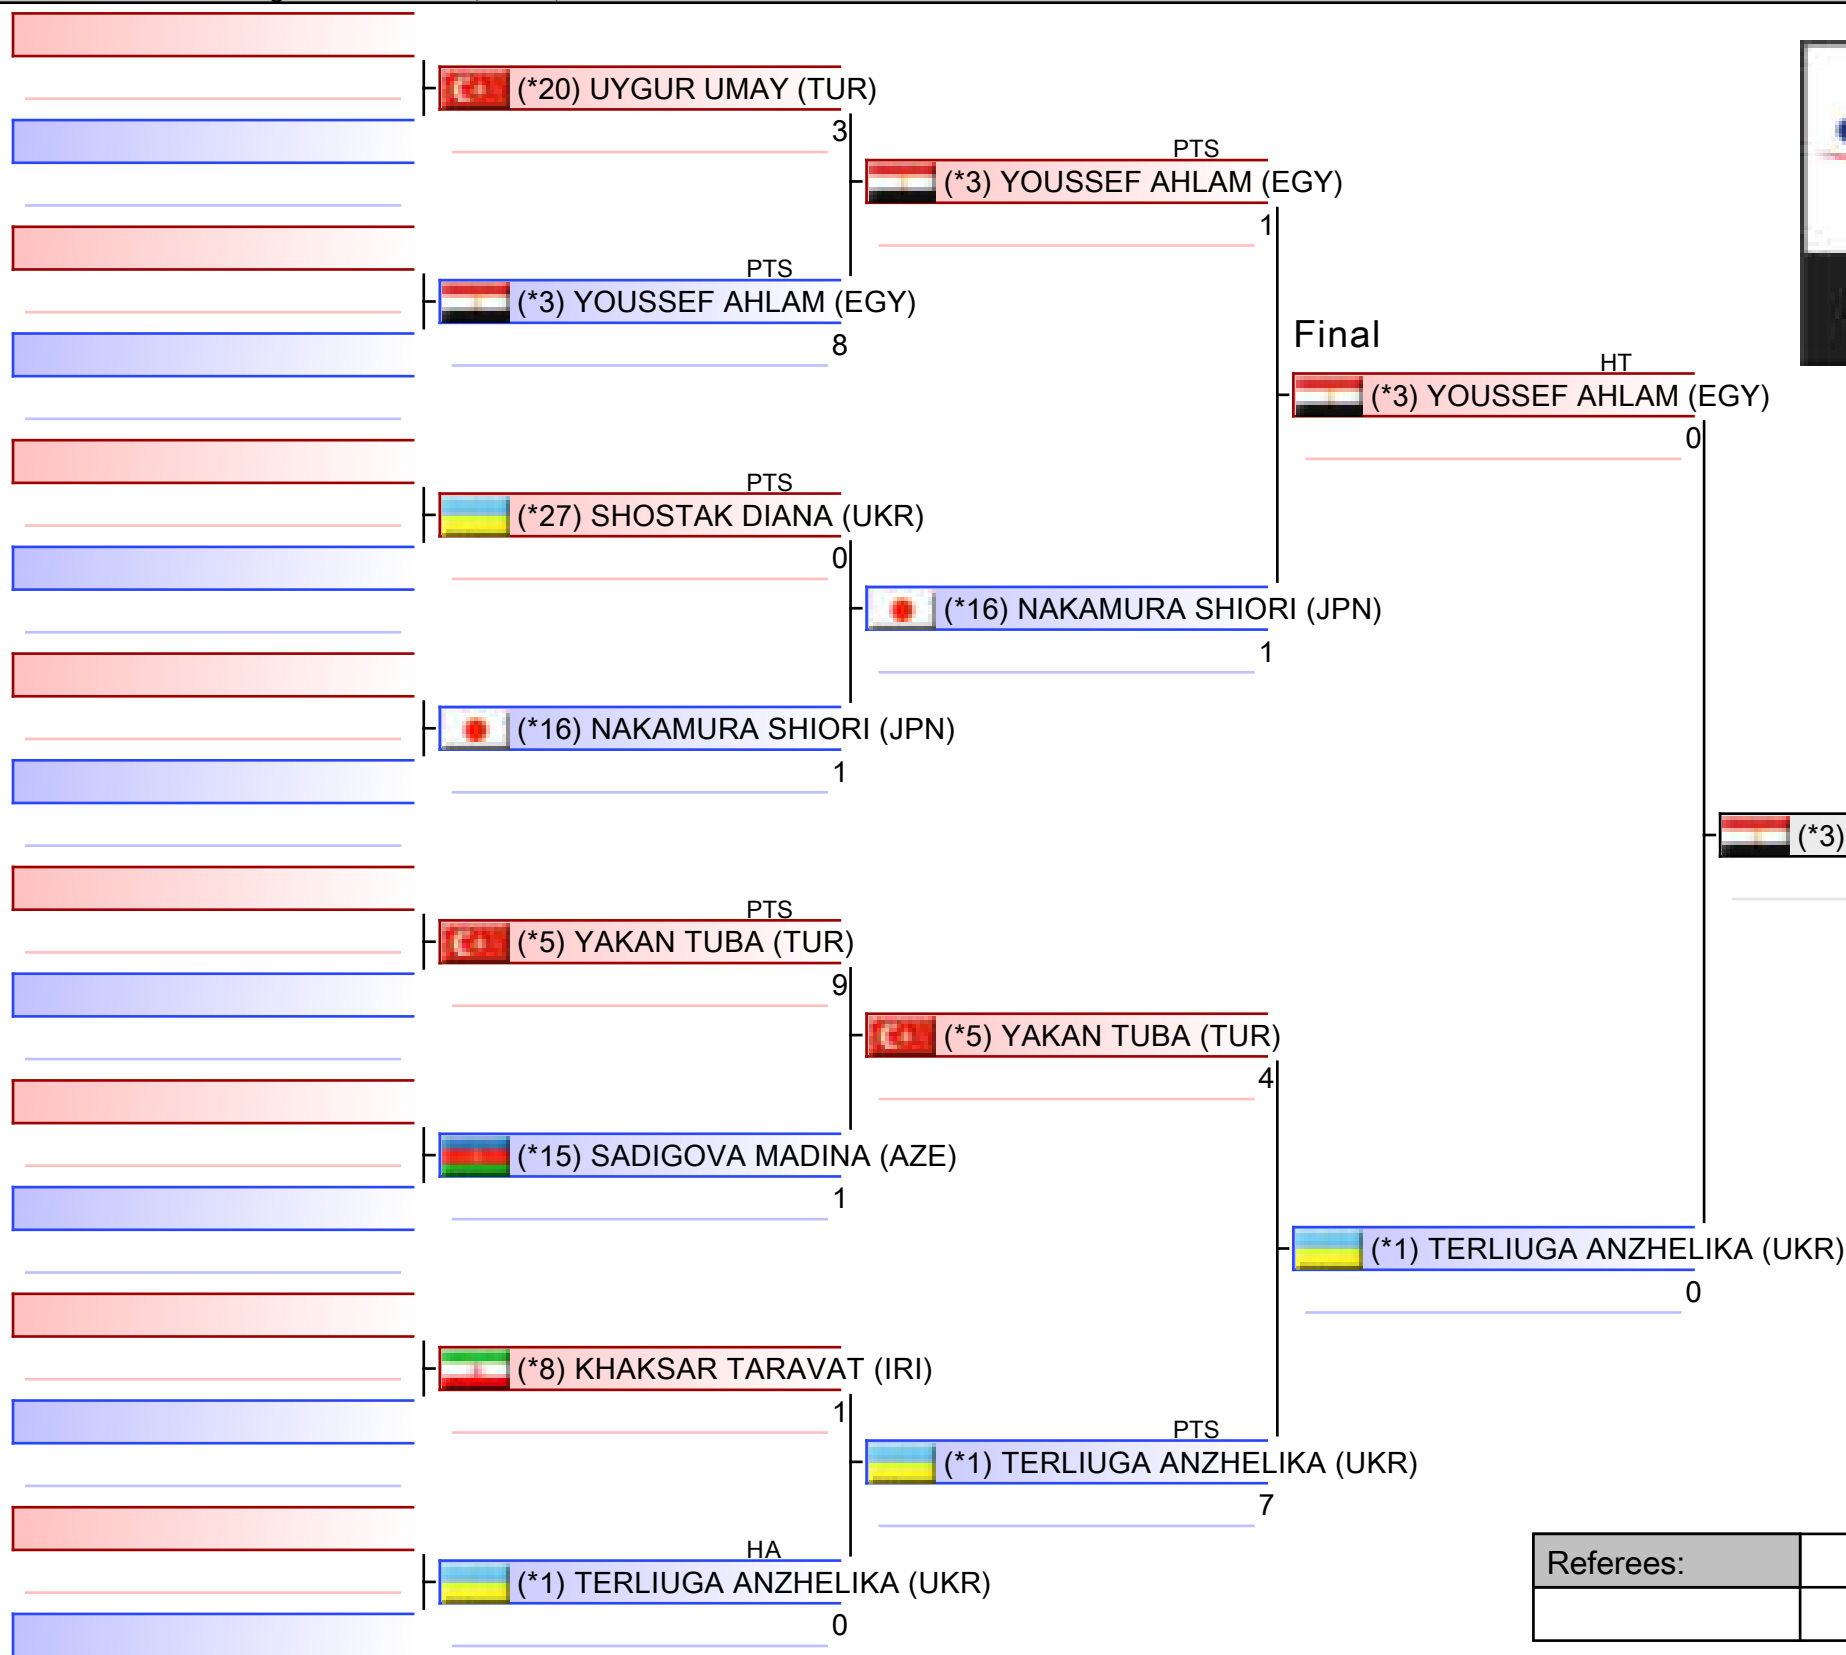 (*20) UYGUR UMAY (TUR)
3
PTS
(*3) YOUSSEF AHLAM (EGY)
8
PTS
(*27) SHOSTAK DIANA (UKR)
0
(*16) NAKAMURA SHIORI (JPN)
1
PTS
(*5) YAKAN TUBA (TUR)
9
(*15) SADIGOVA MADINA (AZE)
1
(*8) KHAKSAR TARAVAT (IRI)
1
HA
(*1) TERLIUGA ANZHELIKA (UKR)
0
PTS
(*3) YOUSSEF AHLAM (EGY)
1
(*16) NAKAMURA SHIORI (JPN)
1
(*5) YAKAN TUBA (TUR)
4
PTS
(*1) TERLIUGA ANZHELIKA (UKR)
7
Final
HT
(*3) YOUSSEF AHLAM (EGY)
0
(*1) TERLIUGA ANZHELIKA (UKR)
0
(*3)
Referees: